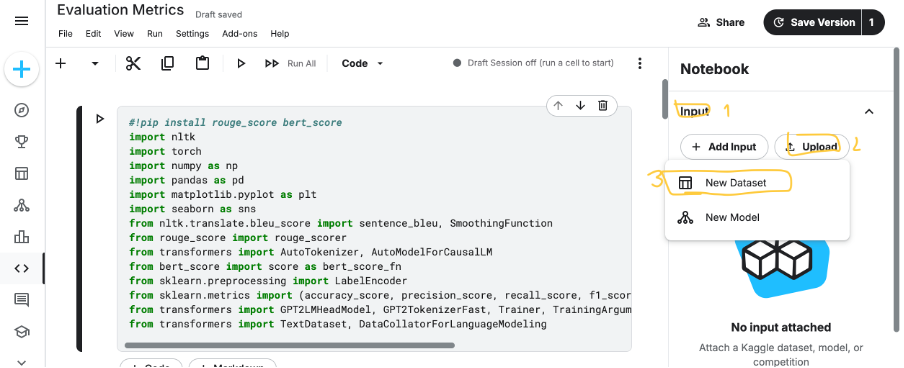 Evaluation Metrics Draft saved
File Edit View Run Settings Add-ons Help
Share
Save Version 1
Run All
Code
Draft Session off (run a cell to start)
#!pip install rouge_score bert_score
import nltk
import torch
import numpy as np
import pandas as pd
import matplotlib.pyplot as plt
import seaborn as sns
from nltk.translate.bleu_score import sentence_bleu, SmoothingFunction
from rouge_score import rouge_scorer
from transformers import AutoTokenizer, AutoModelForCausalLM
from bert_score import score as bert_score_fn
from sklearn.preprocessing import LabelEncoder
from sklearn.metrics import (accuracy_score, precision_score, recall_score, f1_scor
from transformers import GPT2LMHeadModel, GPT2TokenizerFast, Trainer, TrainingArgum
from transformers import TextDataset, DataCollatorForLanguageModeling
Notebook
Input 1
+ Add Input
Upload 2
3 New Dataset
New Model
No input attached
Attach a Kaggle dataset, model, or
competition